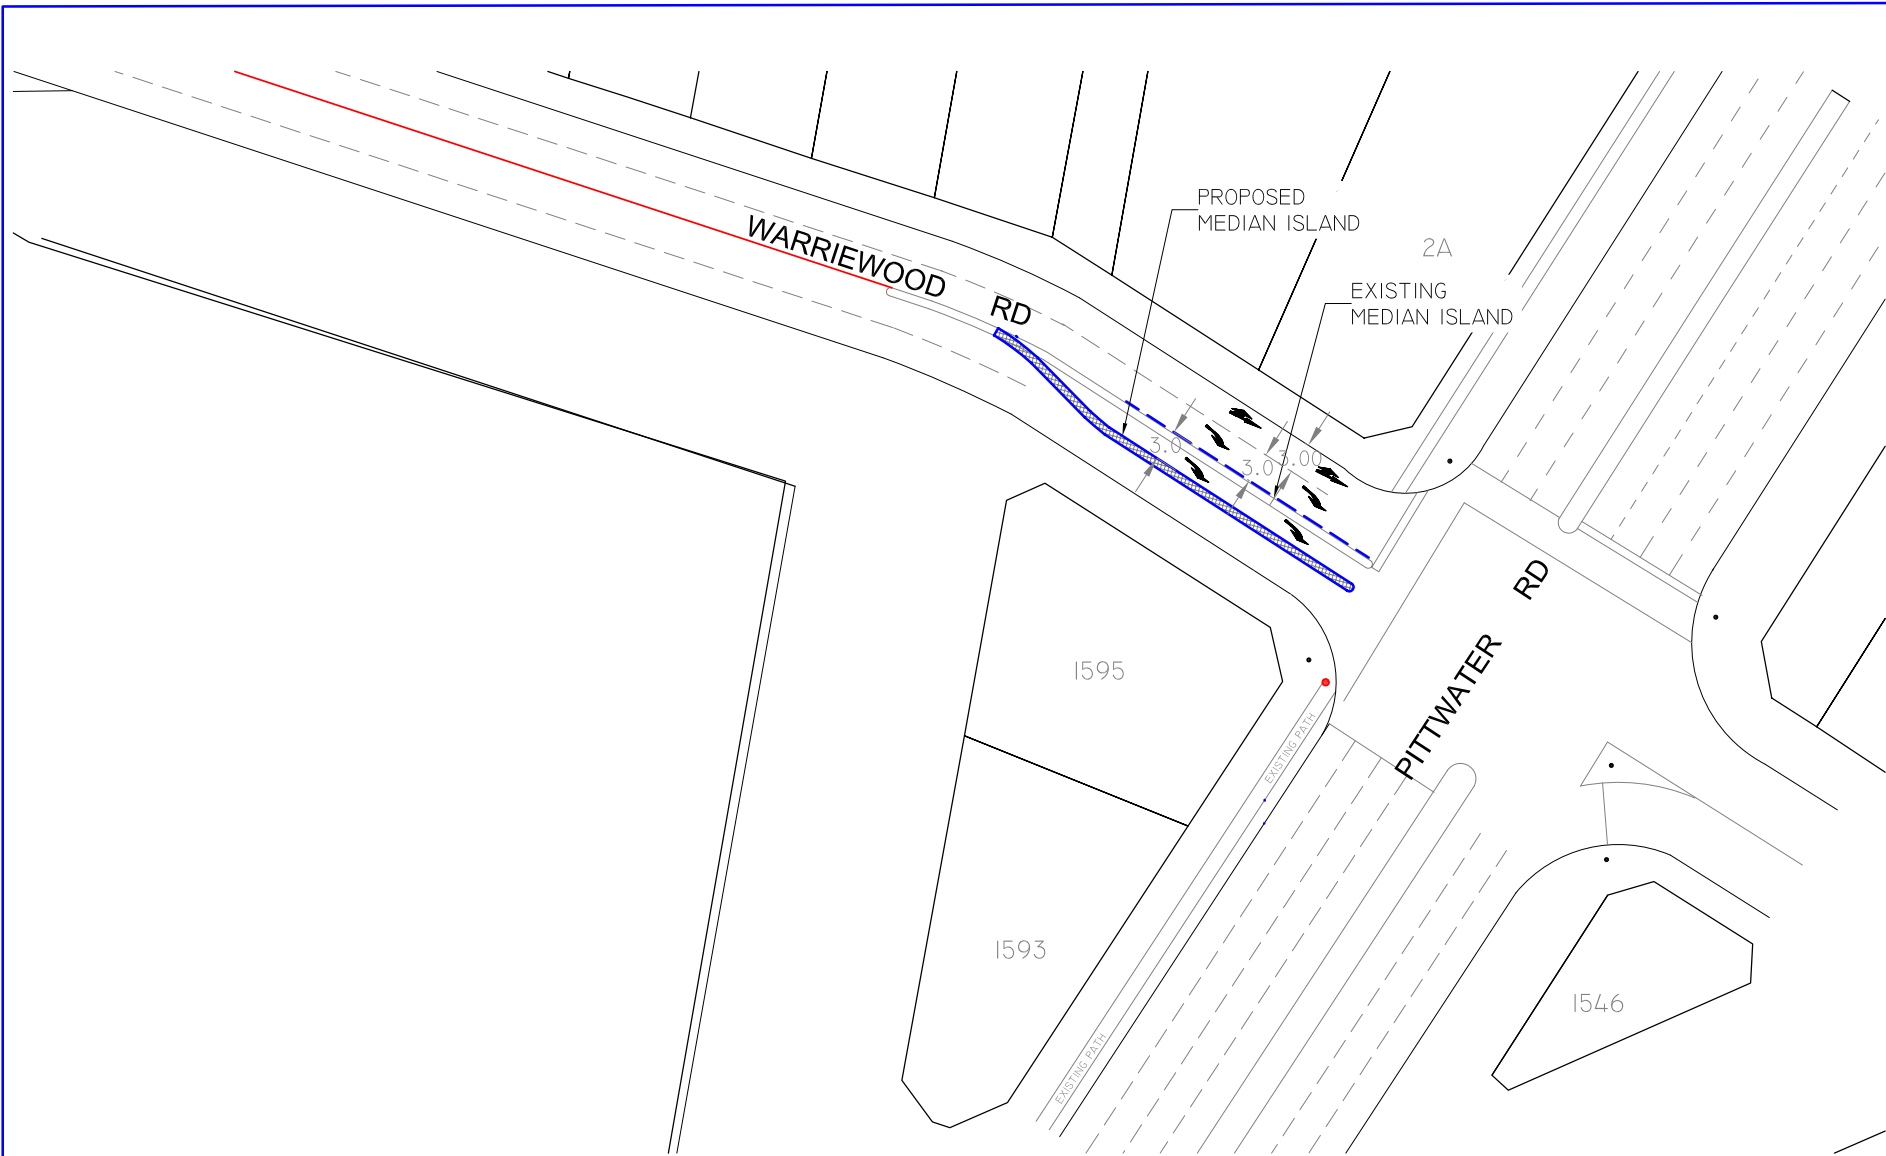 PROPOSED
MEDIAN ISLAND
2A
WARRIEWOOD RD
EXISTING
MEDIAN ISLAND
3.0
3.0
3.00
RD
PITTWATER
1595
EXISTING PATH
1593
1546
EXISTING PATH